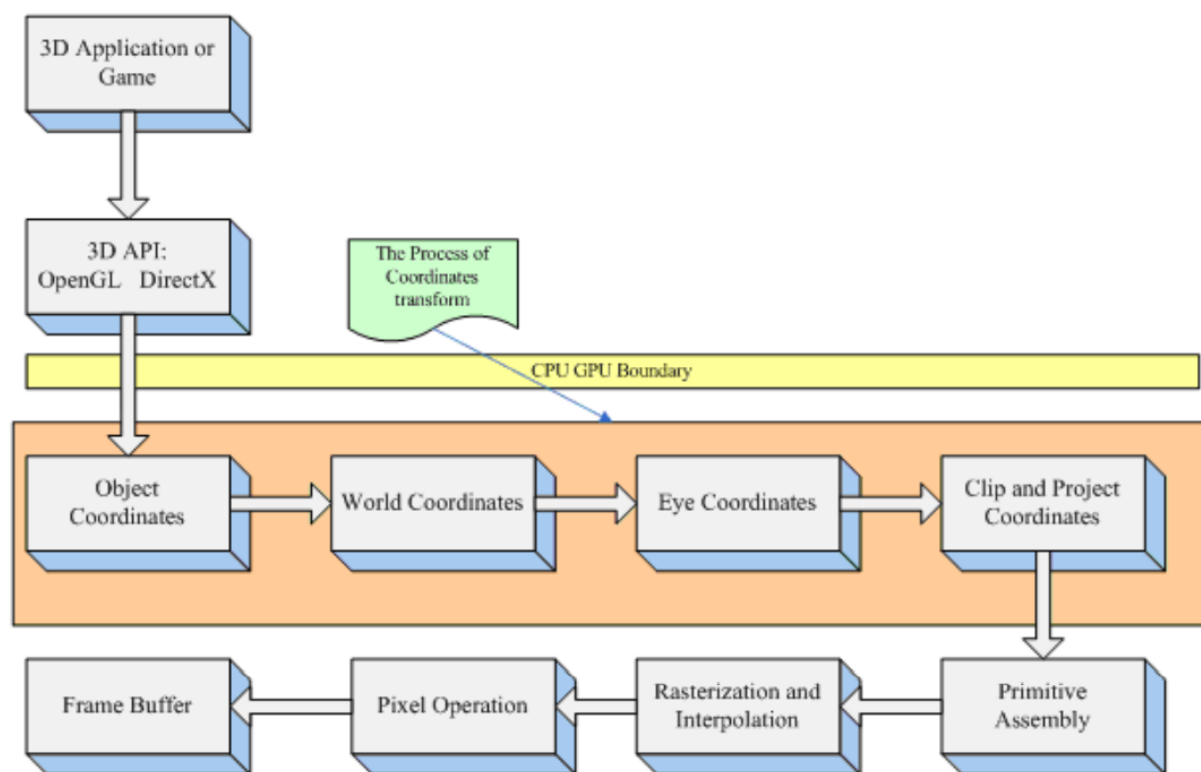 3D Application or
Game
3D API:
OpenGL DirectX
The Process of
Coordinates
transform
CPU GPU Boundary
Object
Coordinates
World Coordinates
Eye Coordinates
Clip and Project
Coordinates
Frame Buffer
Pixel Operation
Rasterization and
Interpolation
Primitive
Assembly